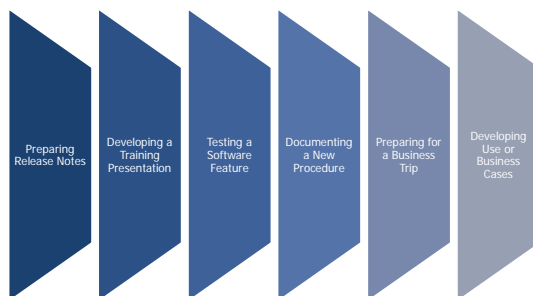 Preparing
Release Notes
Developing a
Training
Presentation
Testing a
Software
Feature
Documenting
a New
Procedure
Preparing for
a Business
Trip
Developing
Use or
Business
Cases